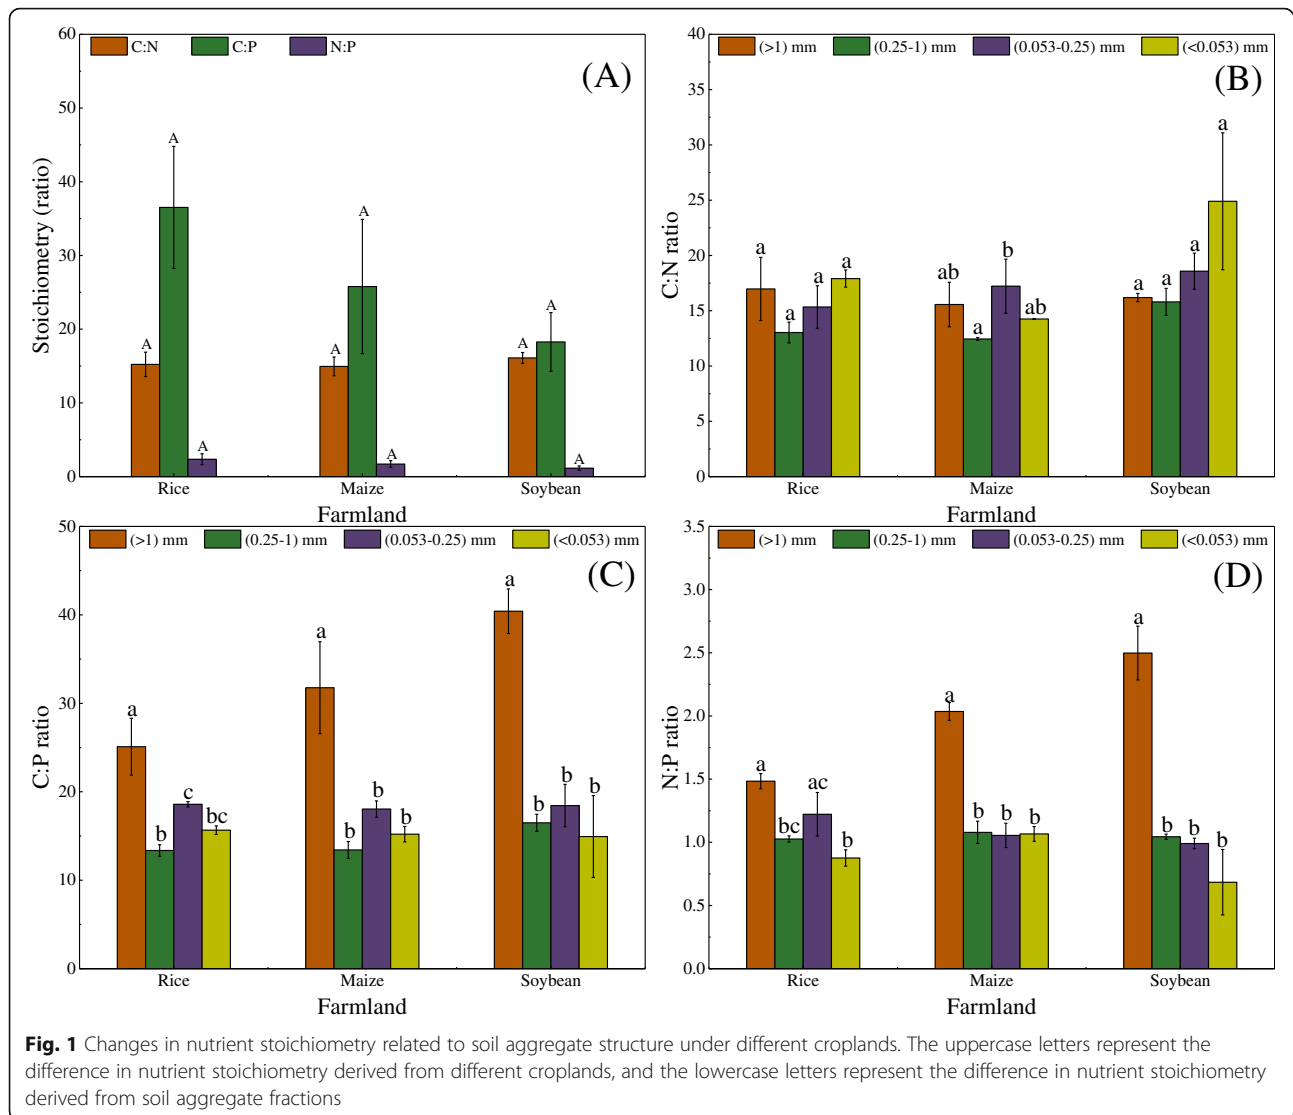 C:N C:P N:P
(A)
60
50
40
30
20
10
0
Stoichiometry (ratio)
A A A A A A A A A
Rice Maize Soybean
Farmland
(>1) mm (0.25-1) mm (0.053-0.25) mm (<0.053) mm
(B)
40
35
30
25
20
15
10
5
0
C:N ratio
a a a a ab a b ab a a a a
Rice Maize Soybean
Farmland
(>1) mm (0.25-1) mm (0.053-0.25) mm (<0.053) mm
(C)
50
40
30
20
10
0
C:P ratio
a b c bc a b b b a b b b
Rice Maize Soybean
Farmland
(>1) mm (0.25-1) mm (0.053-0.25) mm (<0.053) mm
(D)
3.5
3.0
2.5
2.0
1.5
1.0
0.5
0.0
N:P ratio
a bc ac b a b b b a b b b
Rice Maize Soybean
Farmland
Fig. 1 Changes in nutrient stoichiometry related to soil aggregate structure under different croplands. The uppercase letters represent the
difference in nutrient stoichiometry derived from different croplands, and the lowercase letters represent the difference in nutrient stoichiometry
derived from soil aggregate fractions